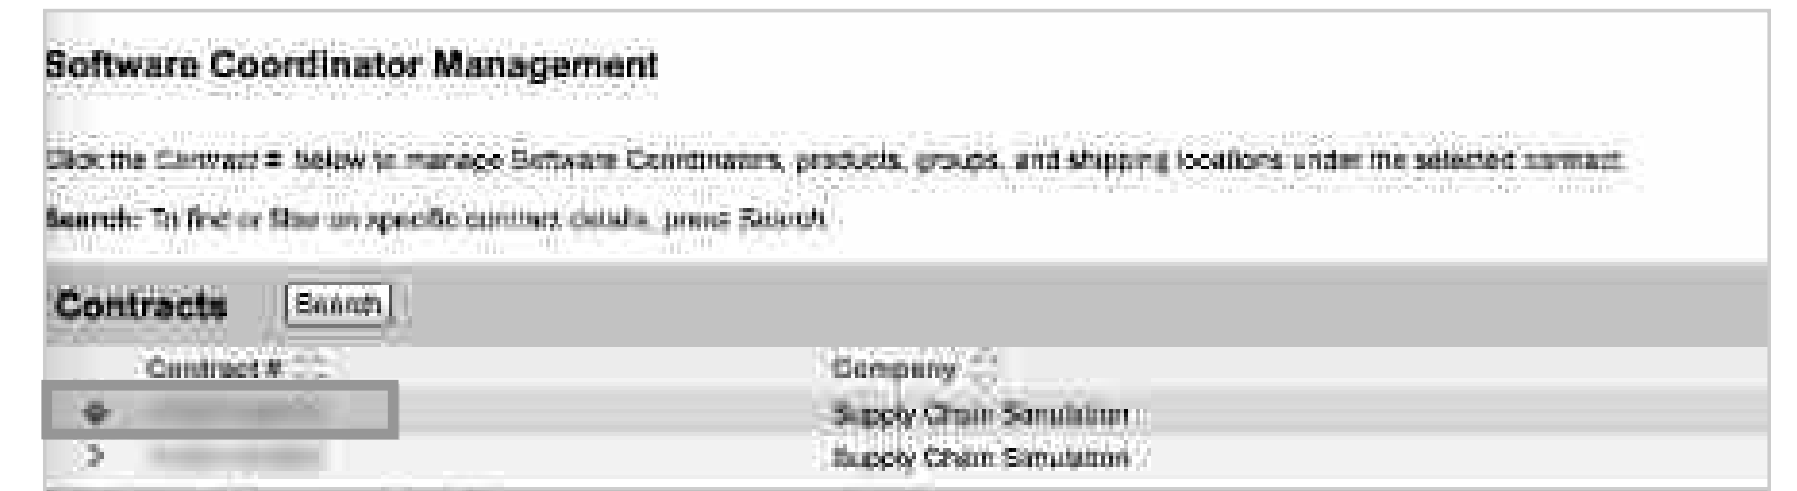 Software Coordinator Management
Click the Contract # below to manage Software Coordinators, products, groups, and shipping locations under the selected contract.
Search: To find or filter on specific contract details, press Search.
Contracts Search
Contract # Company
Supply Chain Simulation
Supply Chain Simulation